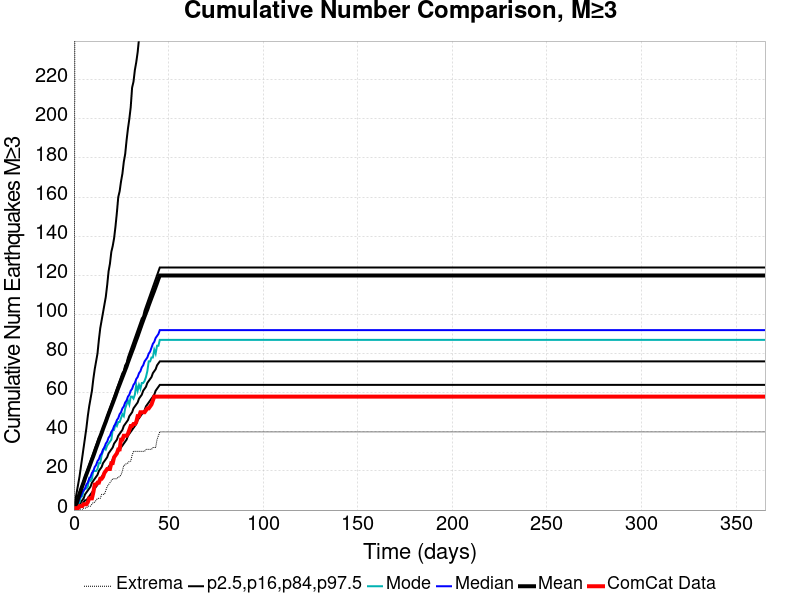 Cumulative Number Comparison, M≥3
Cumulative Num Earthquakes M≥3
220
200
180
160
140
120
100
80
60
40
20
0
0 50 100 150 200 250 300 350
Time (days)
Extrema p2.5,p16,p84,p97.5 Mode Median Mean ComCat Data